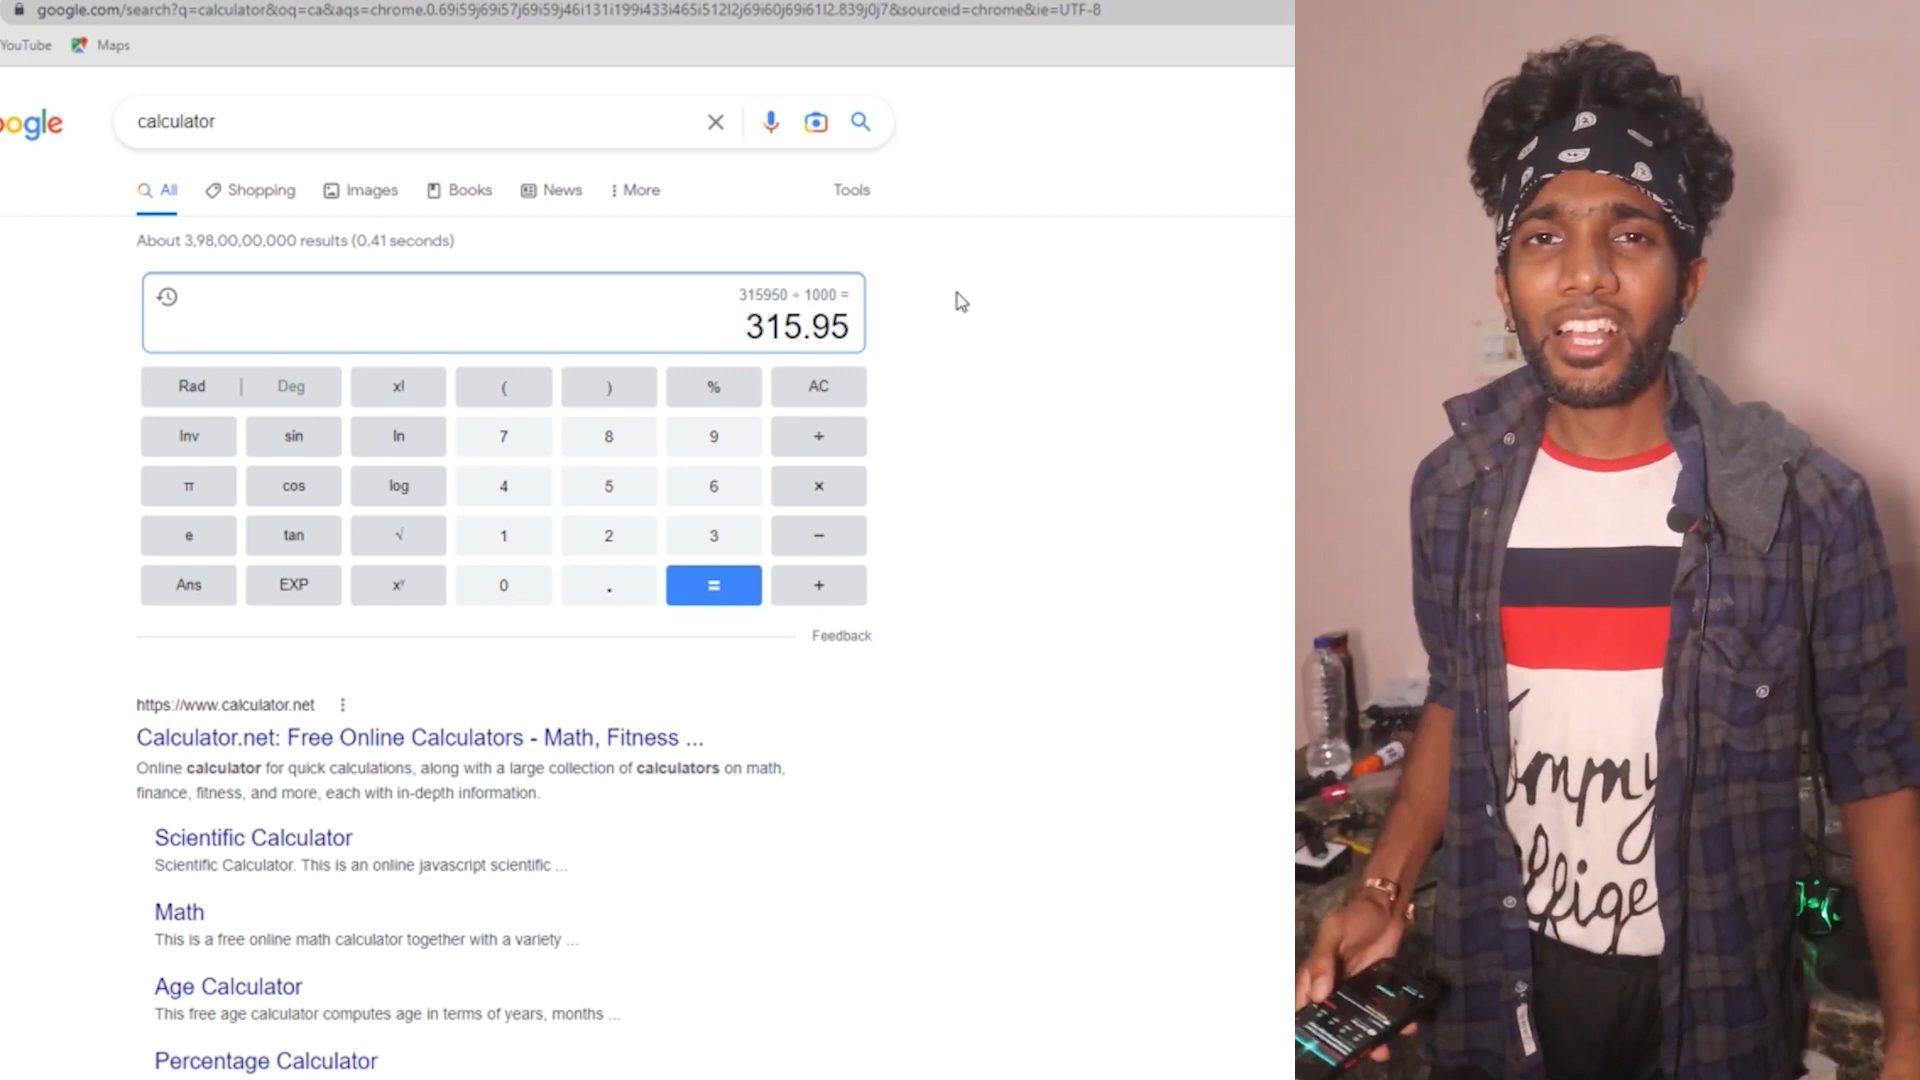 google.com/search?q=calculator&oq=ca&aqs=chrome.0.69i59j69i57j69i59j46i131i199i433i465i512l2j69i60j69i61l2.839j0j7&sourceid=chrome&ie=UTF-8
YouTube Maps
oogle calculator
All Shopping Images Books News More Tools
About 3,98,00,00,000 results (0.41 seconds)
315950 ÷ 1000 =
315.95
Rad | Deg x! ( ) % AC
Inv sin ln 7 8 9 ÷
π cos log 4 5 6 ×
e tan √ 1 2 3 −
Ans EXP xʸ 0 . = +
Feedback
https://www.calculator.net
Calculator.net: Free Online Calculators - Math, Fitness ...
Online calculator for quick calculations, along with a large collection of calculators on math,
finance, fitness, and more, each with in-depth information.
Scientific Calculator
Scientific Calculator. This is an online javascript scientific ...
Math
This is a free online math calculator together with a variety ...
Age Calculator
This free age calculator computes age in terms of years, months ...
Percentage Calculator
ommy
lfiger